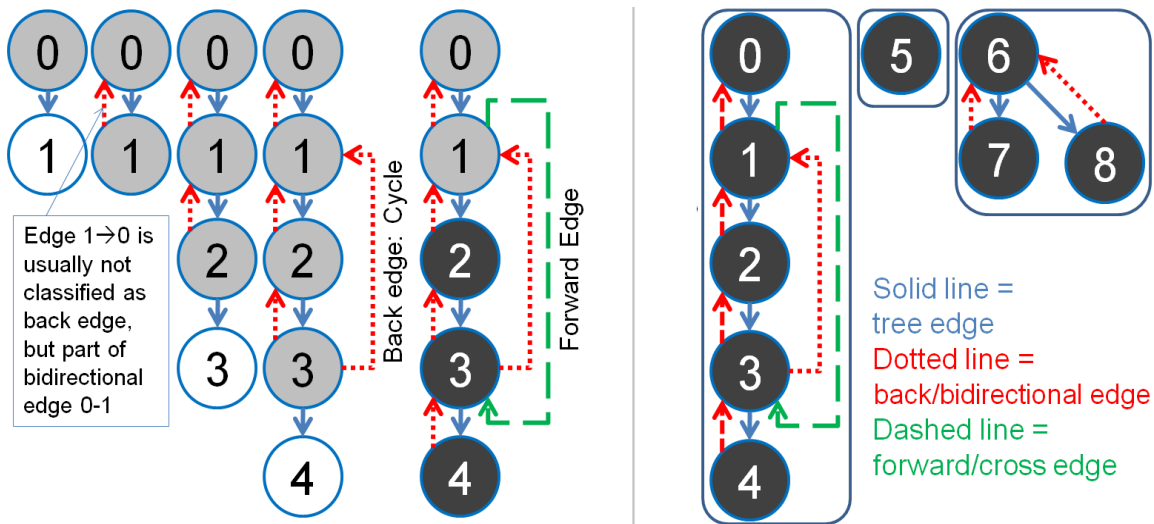 0 0 0 0 0
1 1 1 1 1
2 2 2
3 3 3
4 4
Edge 1→0 is
usually not
classified as
back edge,
but part of
bidirectional
edge 0-1
Back edge: Cycle
Forward Edge
0 5 6
1 7 8
2
3
4
Solid line =
tree edge
Dotted line =
back/bidirectional edge
Dashed line =
forward/cross edge